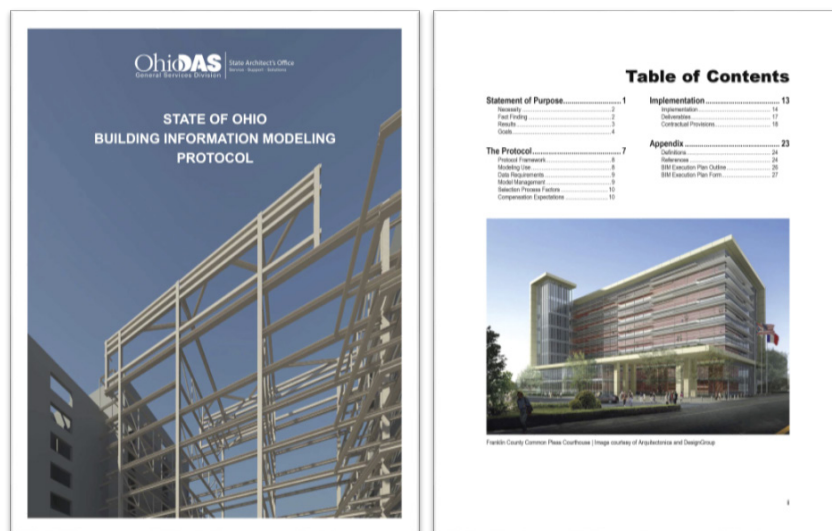 OhioDAS
General Services Division
State Architect's Office
Service · Support · Solutions
STATE OF OHIO
BUILDING INFORMATION MODELING
PROTOCOL
Table of Contents
Statement of Purpose............................ 1
Necessity ............................ 2
Fast Finding ............................ 2
Results ............................ 3
Goals ............................ 4
The Protocol ............................ 7
Protocol Framework ............................ 8
Modeling Use ............................ 8
Data Requirements ............................ 9
Model Management ............................ 9
Selection Process Factors ............................ 10
Compensation Expectations ............................ 10
Implementation ............................ 13
Implementation ............................ 14
Deliverables ............................ 17
Contractual Provisions ............................ 18
Appendix ............................ 23
Definitions ............................ 24
References ............................ 24
BIM Execution Plan Outline ............................ 26
BIM Execution Plan Form ............................ 27
Franklin County Common Pleas Courthouse | Image courtesy of Arquitectonica and DesignGroup